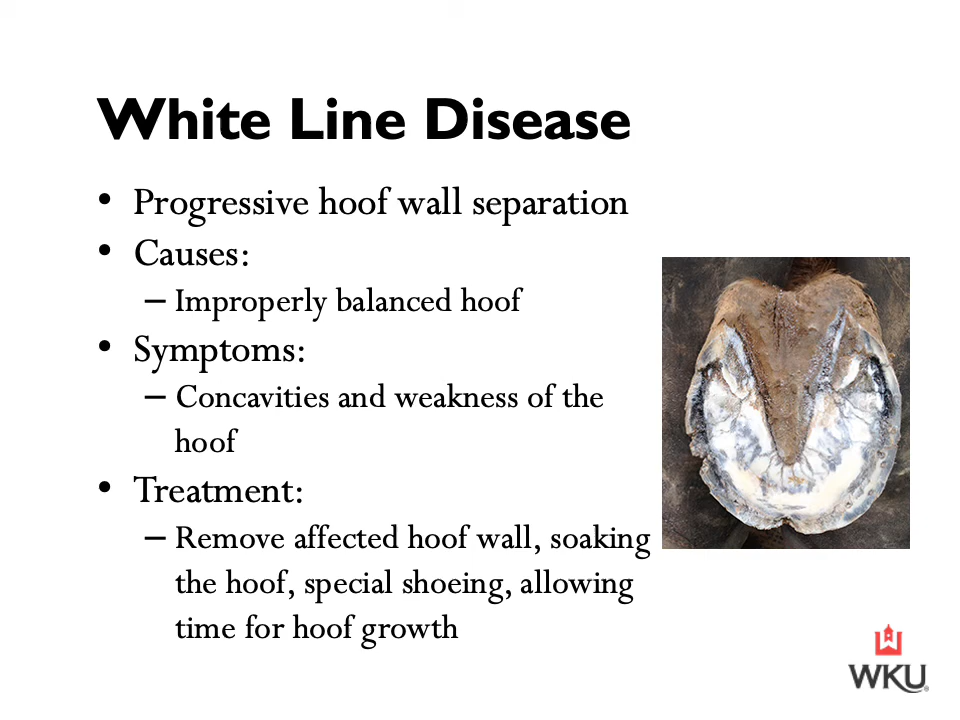 White Line Disease
• Progressive hoof wall separation
• Causes:
– Improperly balanced hoof
• Symptoms:
– Concavities and weakness of the
hoof
• Treatment:
– Remove affected hoof wall, soaking
the hoof, special shoeing, allowing
time for hoof growth
WKU®